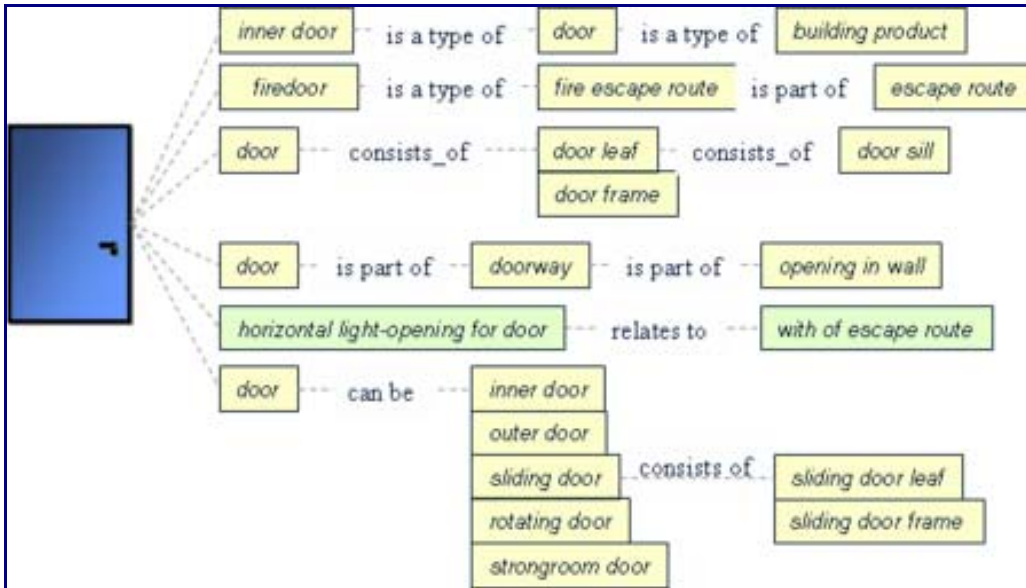 inner door is a type of door is a type of building product
firedoor is a type of fire escape route is part of escape route
door consists_of door leaf consists_of door sill
door frame
door is part of doorway is part of opening in wall
horizontal light-opening for door relates to with of escape route
door can be inner door
outer door
sliding door consists of sliding door leaf
rotating door sliding door frame
strongroom door